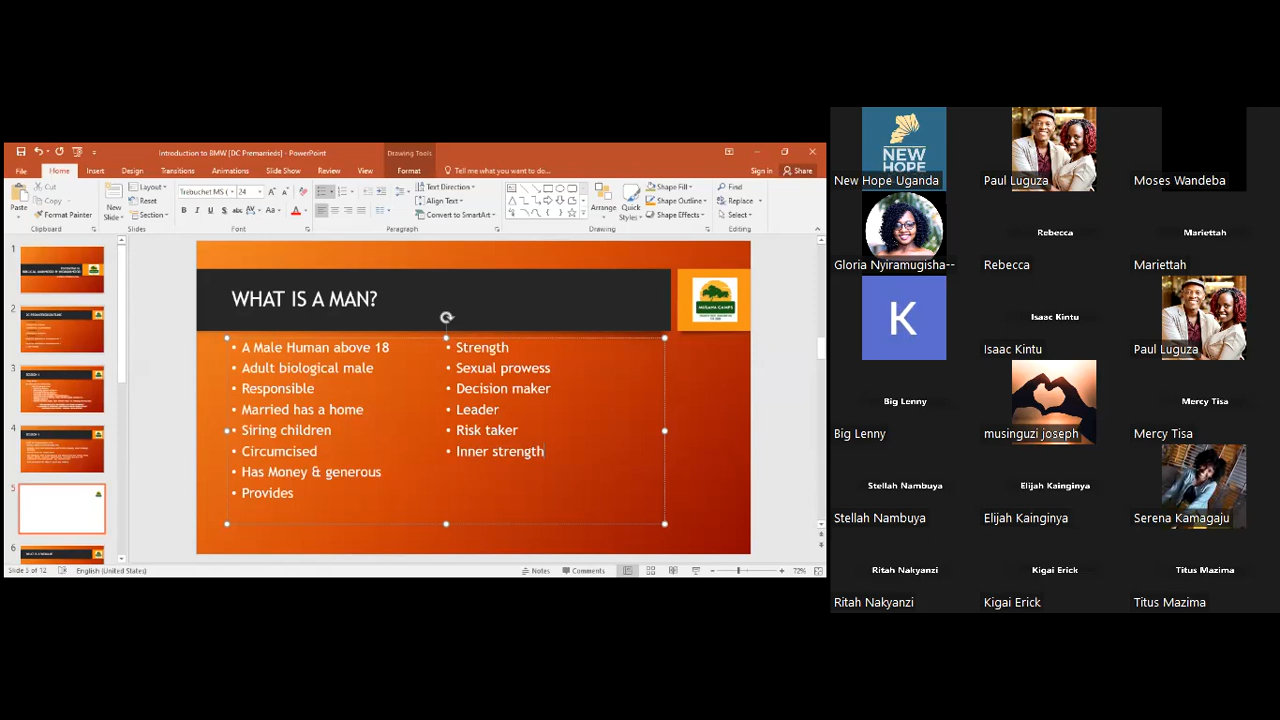 Introduction to BMW [DC Premarrieds] - PowerPoint
Drawing Tools
File
Home
Insert
Design
Transitions
Animations
Slide Show
Review
View
Format
Tell me what you want to do...
Sign in
Share
Paste
Cut
Copy
Format Painter
Clipboard
New
Slide
Layout
Reset
Section
Slides
Trebuchet MS (
24
Font
Text Direction
Align Text
Convert to SmartArt
Paragraph
Arrange
Quick
Styles
Shape Fill
Shape Outline
Shape Effects
Drawing
Find
Replace
Select
Editing
1
2
3
4
5
6
WHAT IS A MAN?
• A Male Human above 18
• Adult biological male
• Responsible
• Married has a home
• Siring children
• Circumcised
• Has Money & generous
• Provides
• Strength
• Sexual prowess
• Decision maker
• Leader
• Risk taker
• Inner strength
Slide 5 of 12
English (United States)
Notes
Comments
72%
NEW
HOPE
New Hope Uganda
Paul Luguza
Moses Wandeba
Gloria Nyiramugisha--
Rebecca
Rebecca
Mariettah
Mariettah
K
Isaac Kintu
Isaac Kintu
Paul Luguza
Big Lenny
Big Lenny
musinguzi joseph
Mercy Tisa
Mercy Tisa
Stellah Nambuya
Stellah Nambuya
Elijah Kainginya
Elijah Kainginya
Serena Kamagaju
Ritah Nakyanzi
Ritah Nakyanzi
Kigai Erick
Kigai Erick
Titus Mazima
Titus Mazima